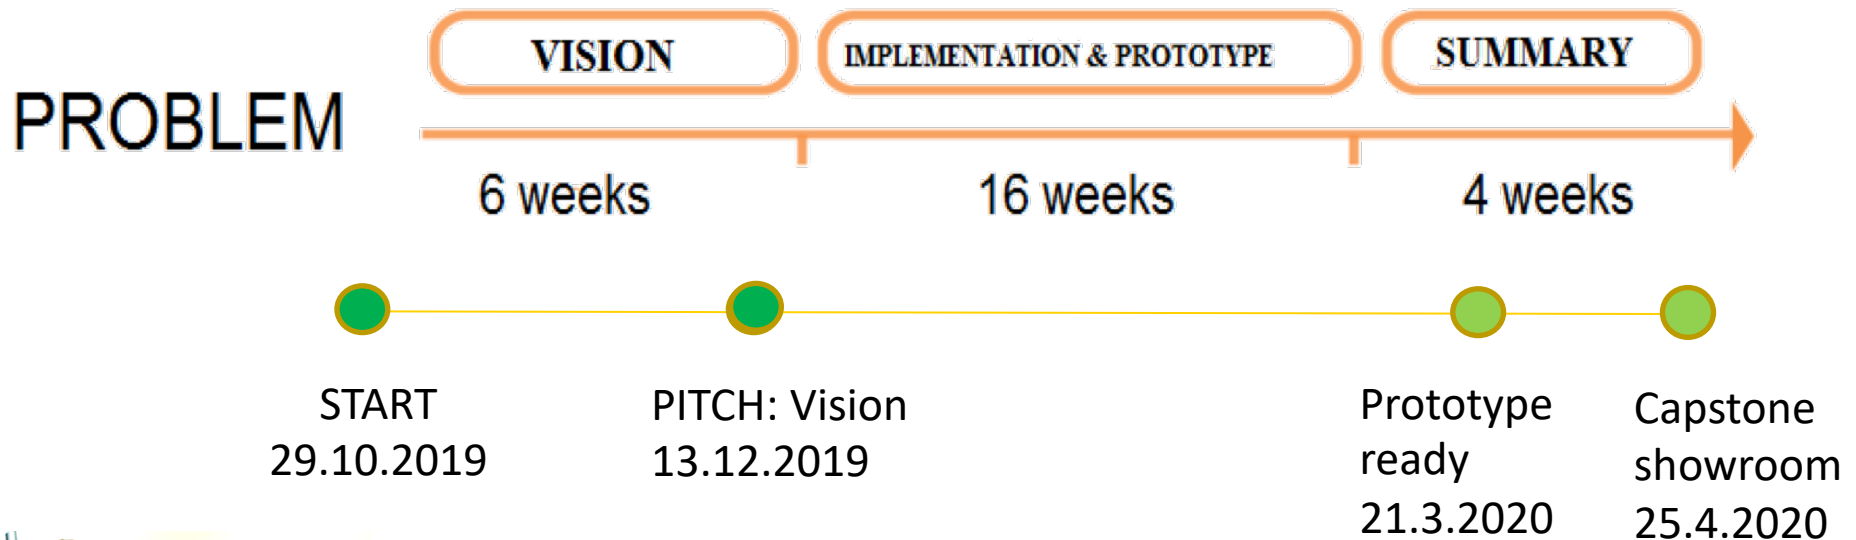 VISION
IMPLEMENTATION & PROTOTYPE
SUMMARY
PROBLEM
6 weeks
16 weeks
4 weeks
START
29.10.2019
PITCH: Vision
13.12.2019
Prototype
ready
21.3.2020
Capstone
showroom
25.4.2020